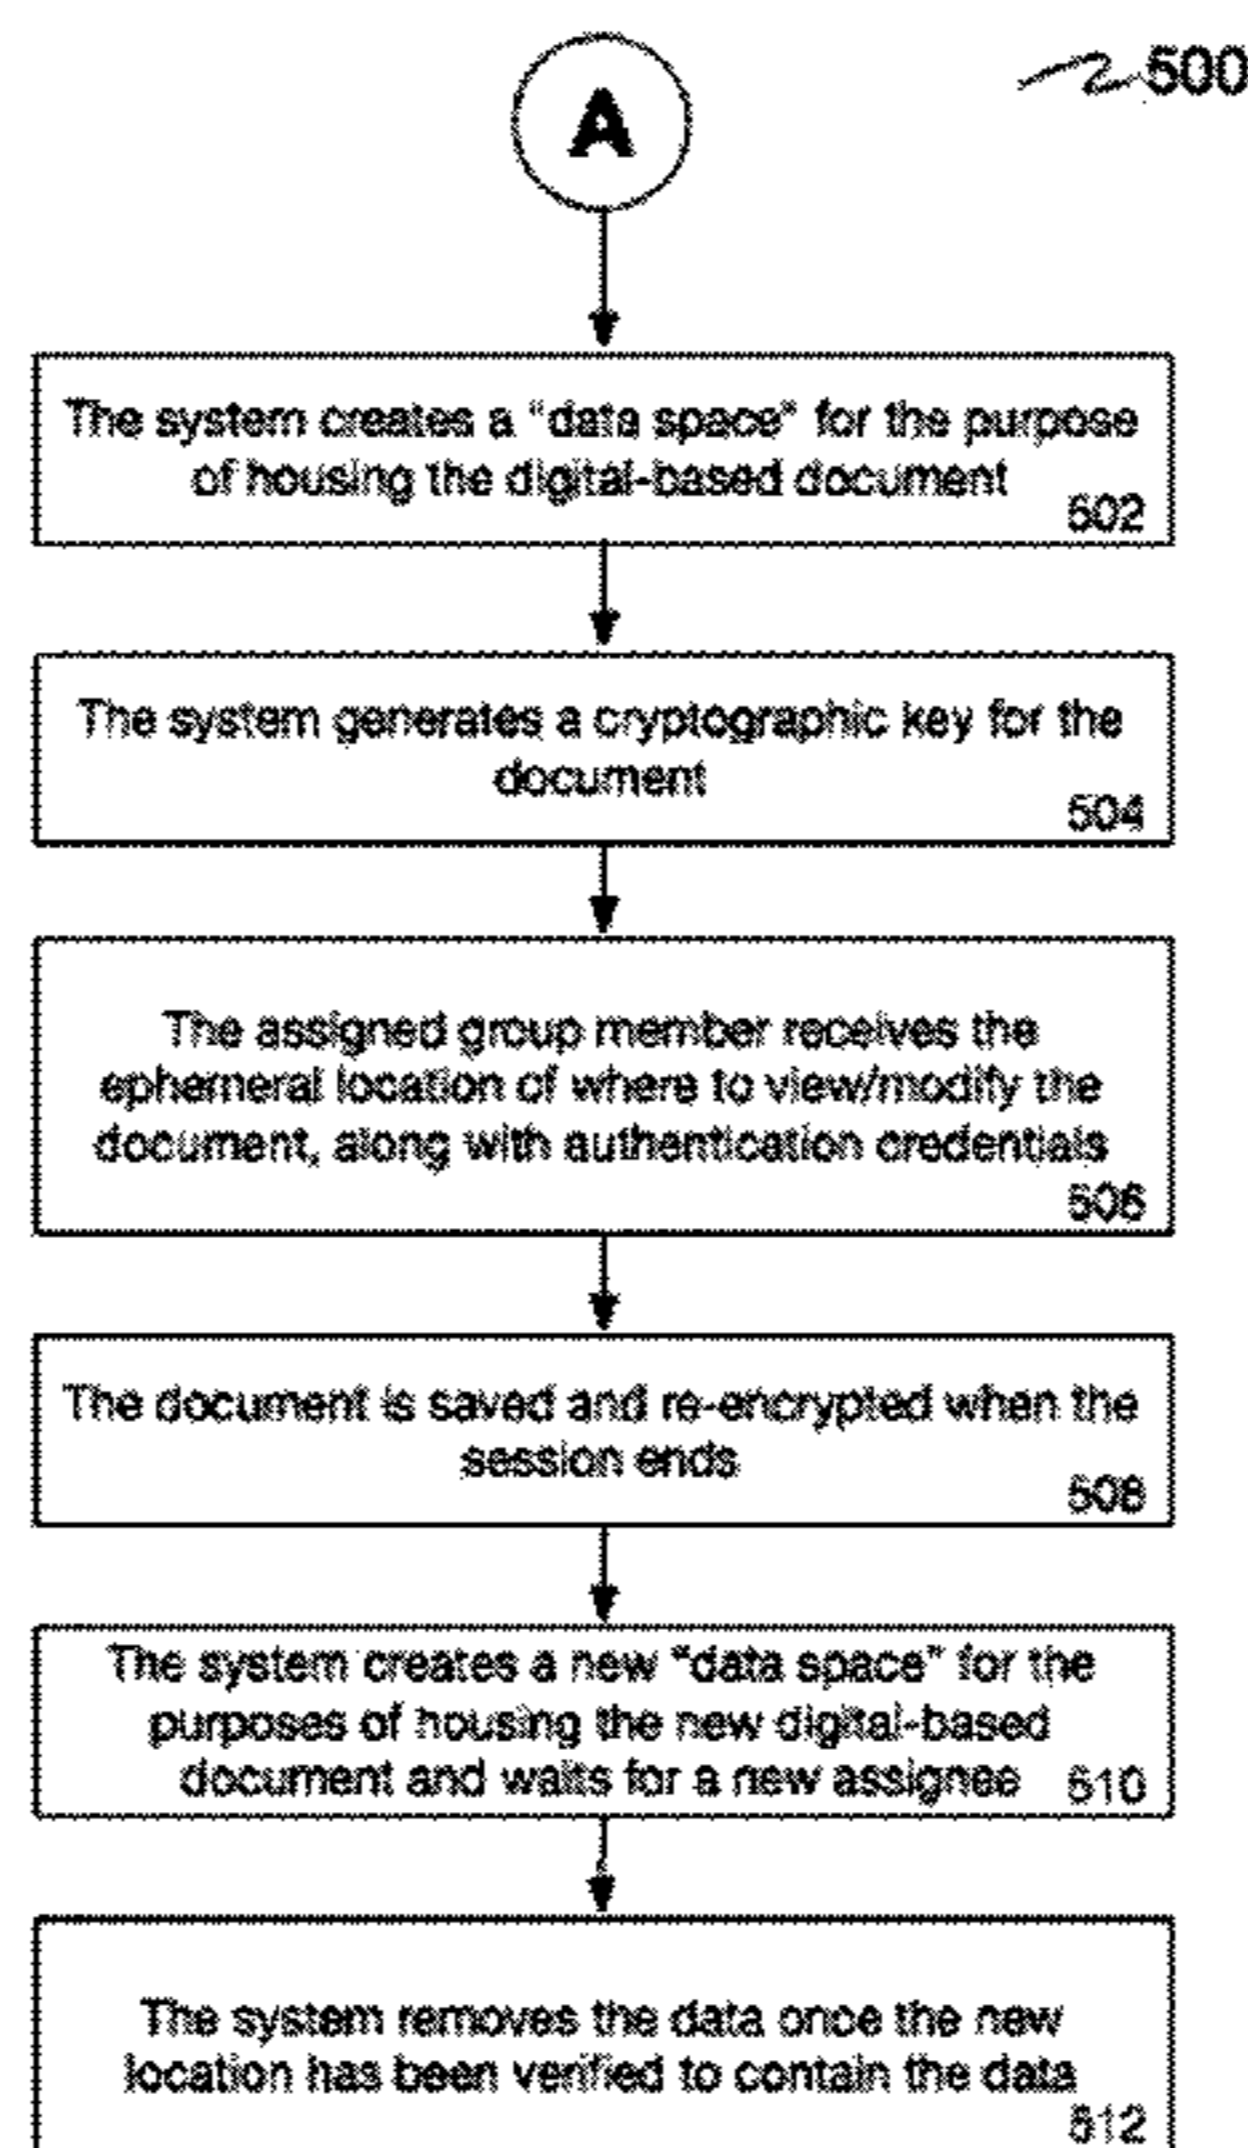 A
500
The system creates a "data space" for the purpose
of housing the digital-based document
502
The system generates a cryptographic key for the
document
504
The assigned group member receives the
ephemeral location of where to view/modify the
document, along with authentication credentials
506
The document is saved and re-encrypted when the
session ends
508
The system creates a new "data space" for the
purposes of housing the new digital-based
document and waits for a new assignee
510
The system removes the data once the new
location has been verified to contain the data
512